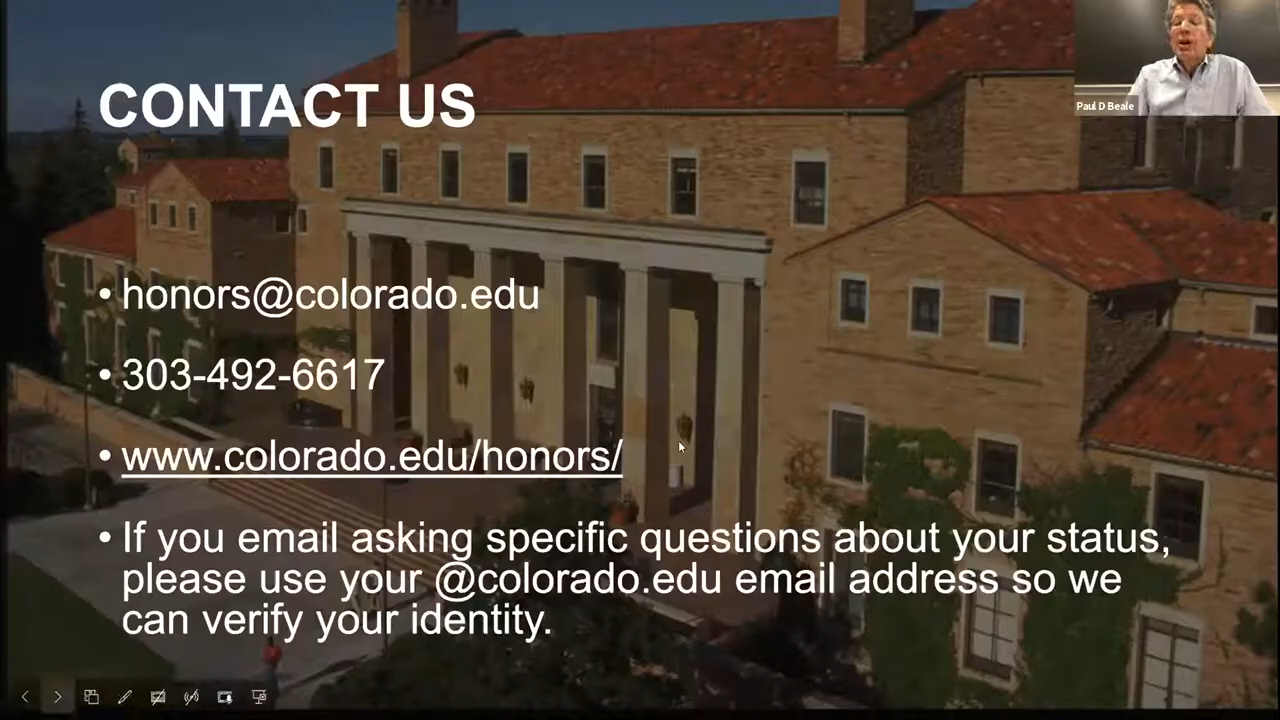 CONTACT US
Paul D Beale
• honors@colorado.edu
• 303-492-6617
• www.colorado.edu/honors/
• If you email asking specific questions about your status,
please use your @colorado.edu email address so we
can verify your identity.